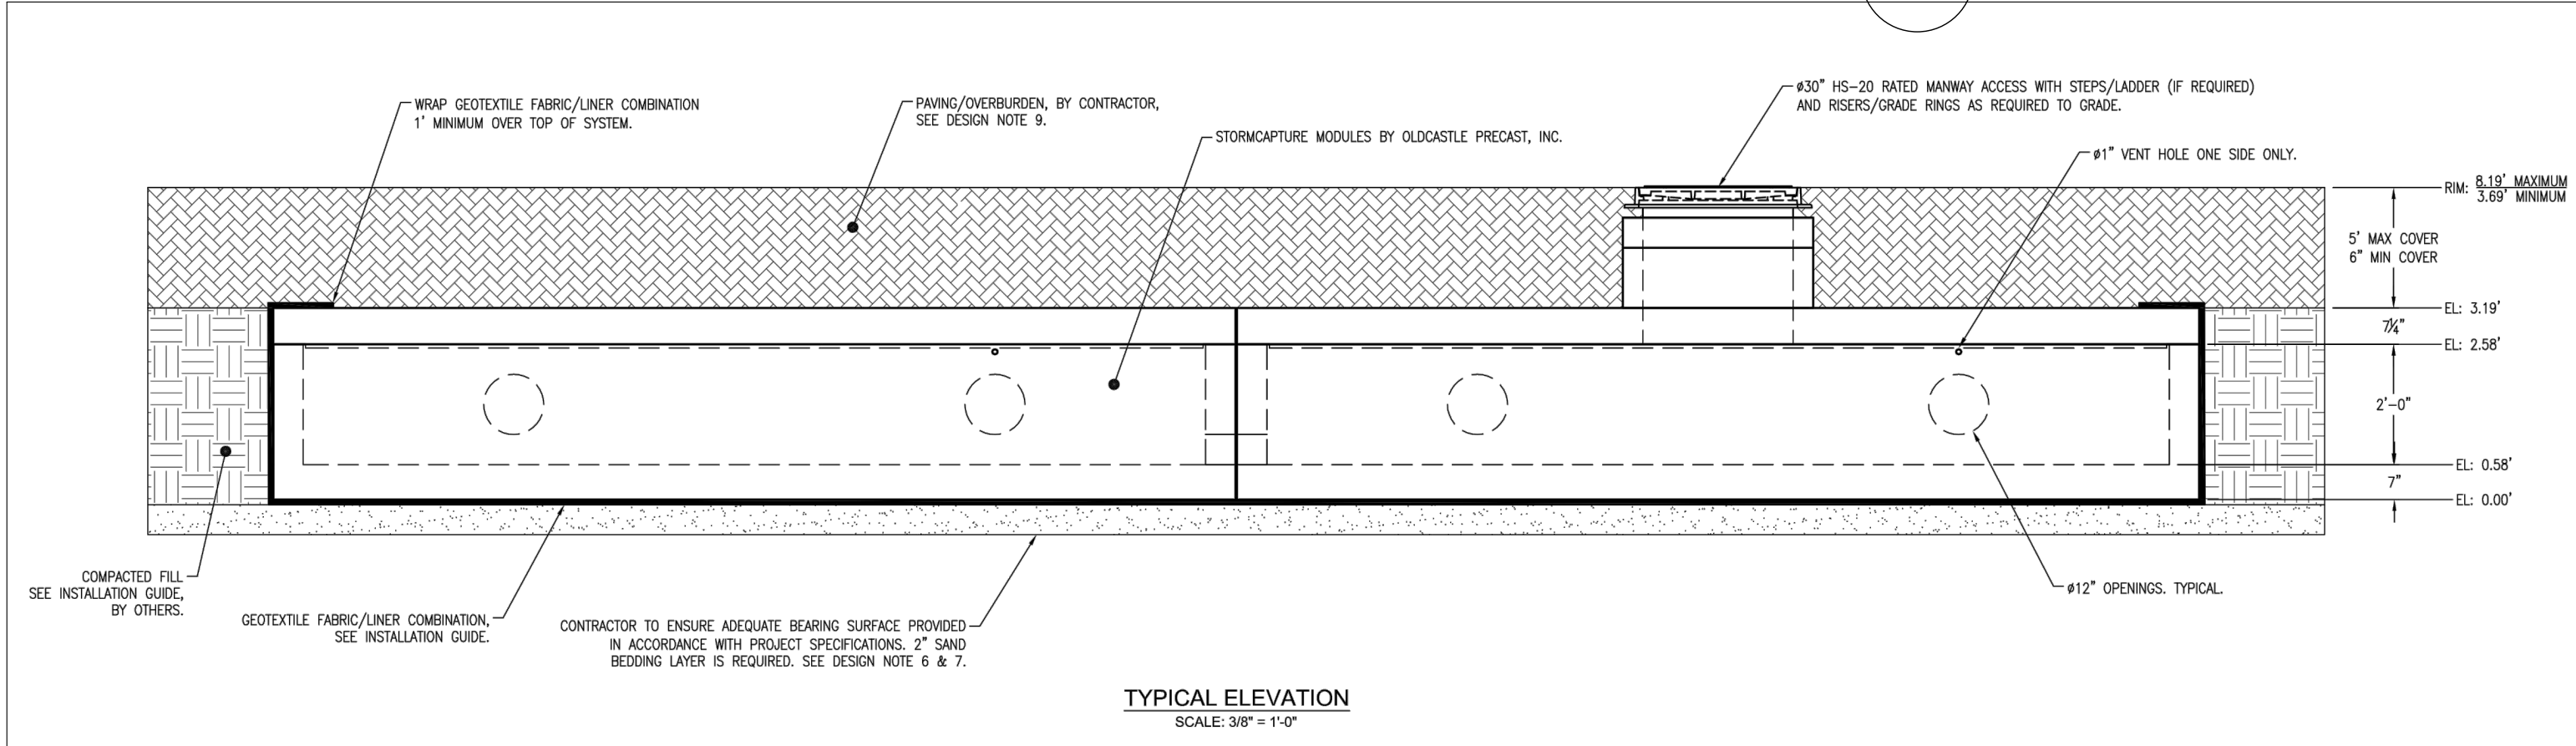 WRAP GEOTEXTILE FABRIC/LINER COMBINATION
1' MINIMUM OVER TOP OF SYSTEM.
PAVING/OVERBURDEN, BY CONTRACTOR,
SEE DESIGN NOTE 9.
STORMCAPTURE MODULES BY OLDCASTLE PRECAST, INC.
ø30" HS-20 RATED MANWAY ACCESS WITH STEPS/LADDER (IF REQUIRED)
AND RISERS/GRADE RINGS AS REQUIRED TO GRADE.
ø1" VENT HOLE ONE SIDE ONLY.
RIM: 8.19' MAXIMUM
3.69' MINIMUM
5' MAX COVER
6" MIN COVER
EL: 3.19'
7¼"
EL: 2.58'
2'-0"
EL: 0.58'
7"
EL: 0.00'
COMPACTED FILL
SEE INSTALLATION GUIDE,
BY OTHERS.
GEOTEXTILE FABRIC/LINER COMBINATION,
SEE INSTALLATION GUIDE.
CONTRACTOR TO ENSURE ADEQUATE BEARING SURFACE PROVIDED
IN ACCORDANCE WITH PROJECT SPECIFICATIONS. 2" SAND
BEDDING LAYER IS REQUIRED. SEE DESIGN NOTE 6 & 7.
ø12" OPENINGS. TYPICAL.
TYPICAL ELEVATION
SCALE: 3/8" = 1'-0"